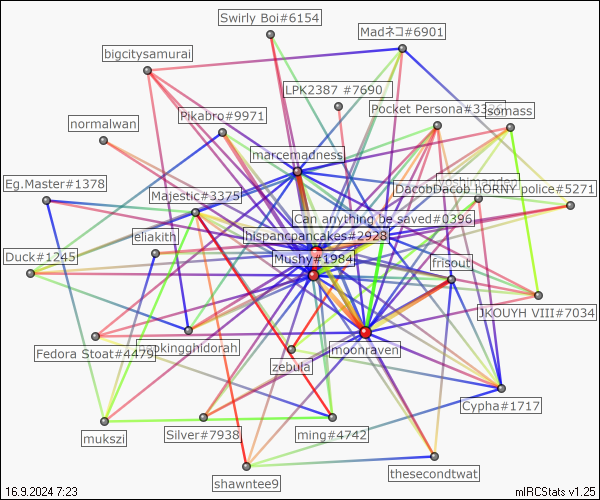 Swirly Boi#6154
Madネコ#6901
bigcitysamurai
LPK2387 #7690
Pocket Persona#33
somass
Pikabro#9971
normalwan
marcemadness
Eg.Master#1378
Majestic#3375
DacobDacob hORNY police#5271
Can anything be saved#0396
eliakith
hispancpancakes#2928
Duck#1245
Mushy#1984
frisout
JKOUYH VIII#7034
Fedora Stoat#4479
kingghidorah
moonraven
zebula
Cypha#1717
mukszi
Silver#7938
ming#4742
thesecondtwat
shawntee9
16.9.2024 7:23
mIRCStats v1.25